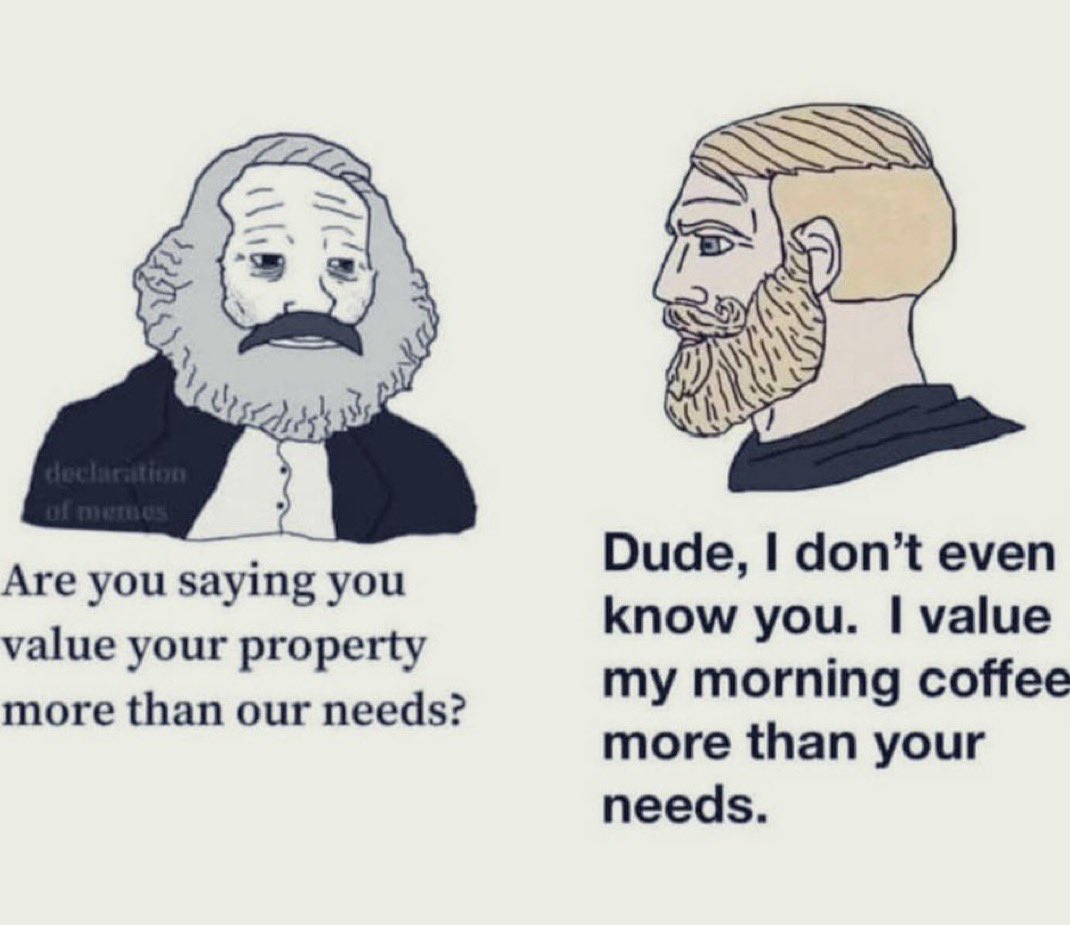 declaration
of memes
Are you saying you
value your property
more than our needs?
Dude, I don’t even
know you.  I value
my morning coffee
more than your
needs.